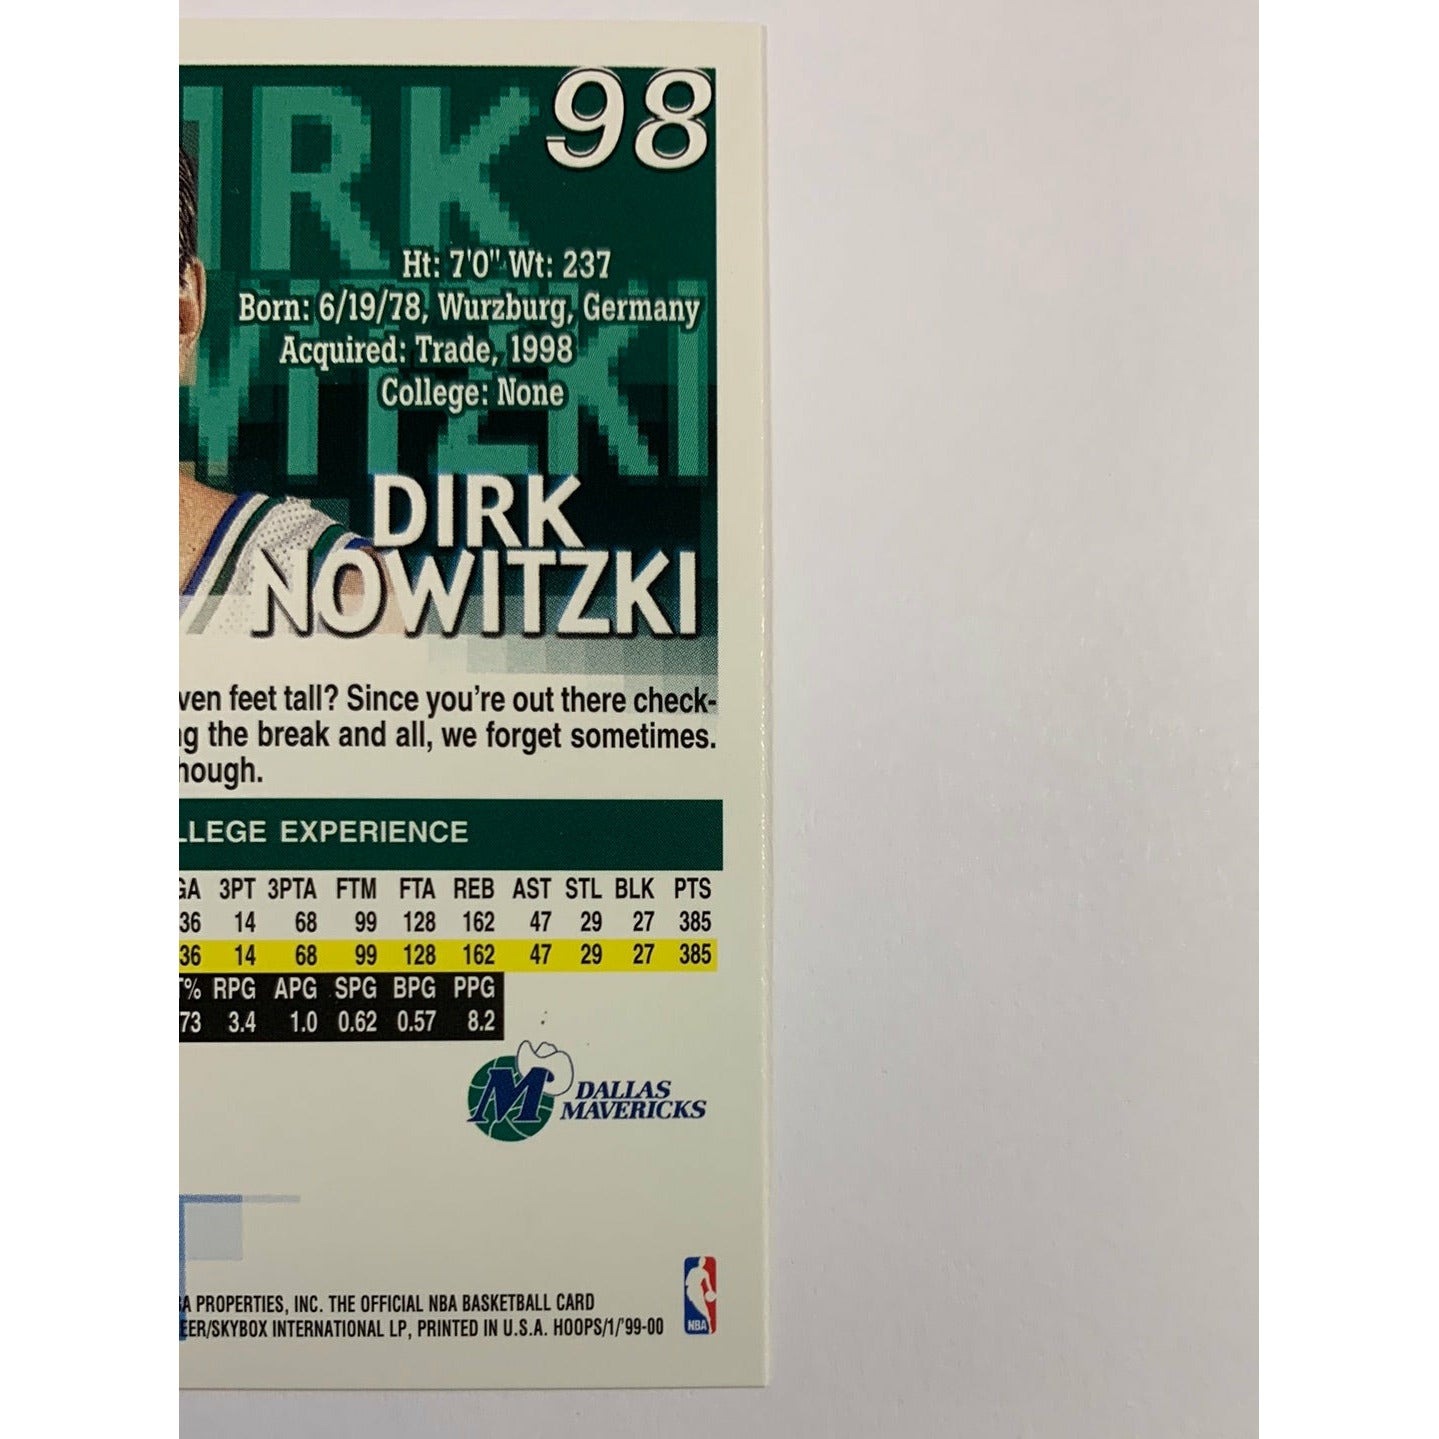 98
IRK
Ht: 7'0" Wt: 237
Born: 6/19/78, Wurzburg, Germany
Acquired: Trade, 1998
College: None
WITZKI
DIRK
NOWITZKI
ven feet tall? Since you're out there check-
g the break and all, we forget sometimes.
hough.
LLEGE EXPERIENCE
GA 3PT 3PTA FTM FTA REB AST STL BLK PTS
36 14 68 99 128 162 47 29 27 385
36 14 68 99 128 162 47 29 27 385
T% RPG APG SPG BPG PPG
73 3.4 1.0 0.62 0.57 8.2
M DALLAS
MAVERICKS
A PROPERTIES, INC. THE OFFICIAL NBA BASKETBALL CARD
EER/SKYBOX INTERNATIONAL LP, PRINTED IN U.S.A. HOOPS/1/'99-00
NBA